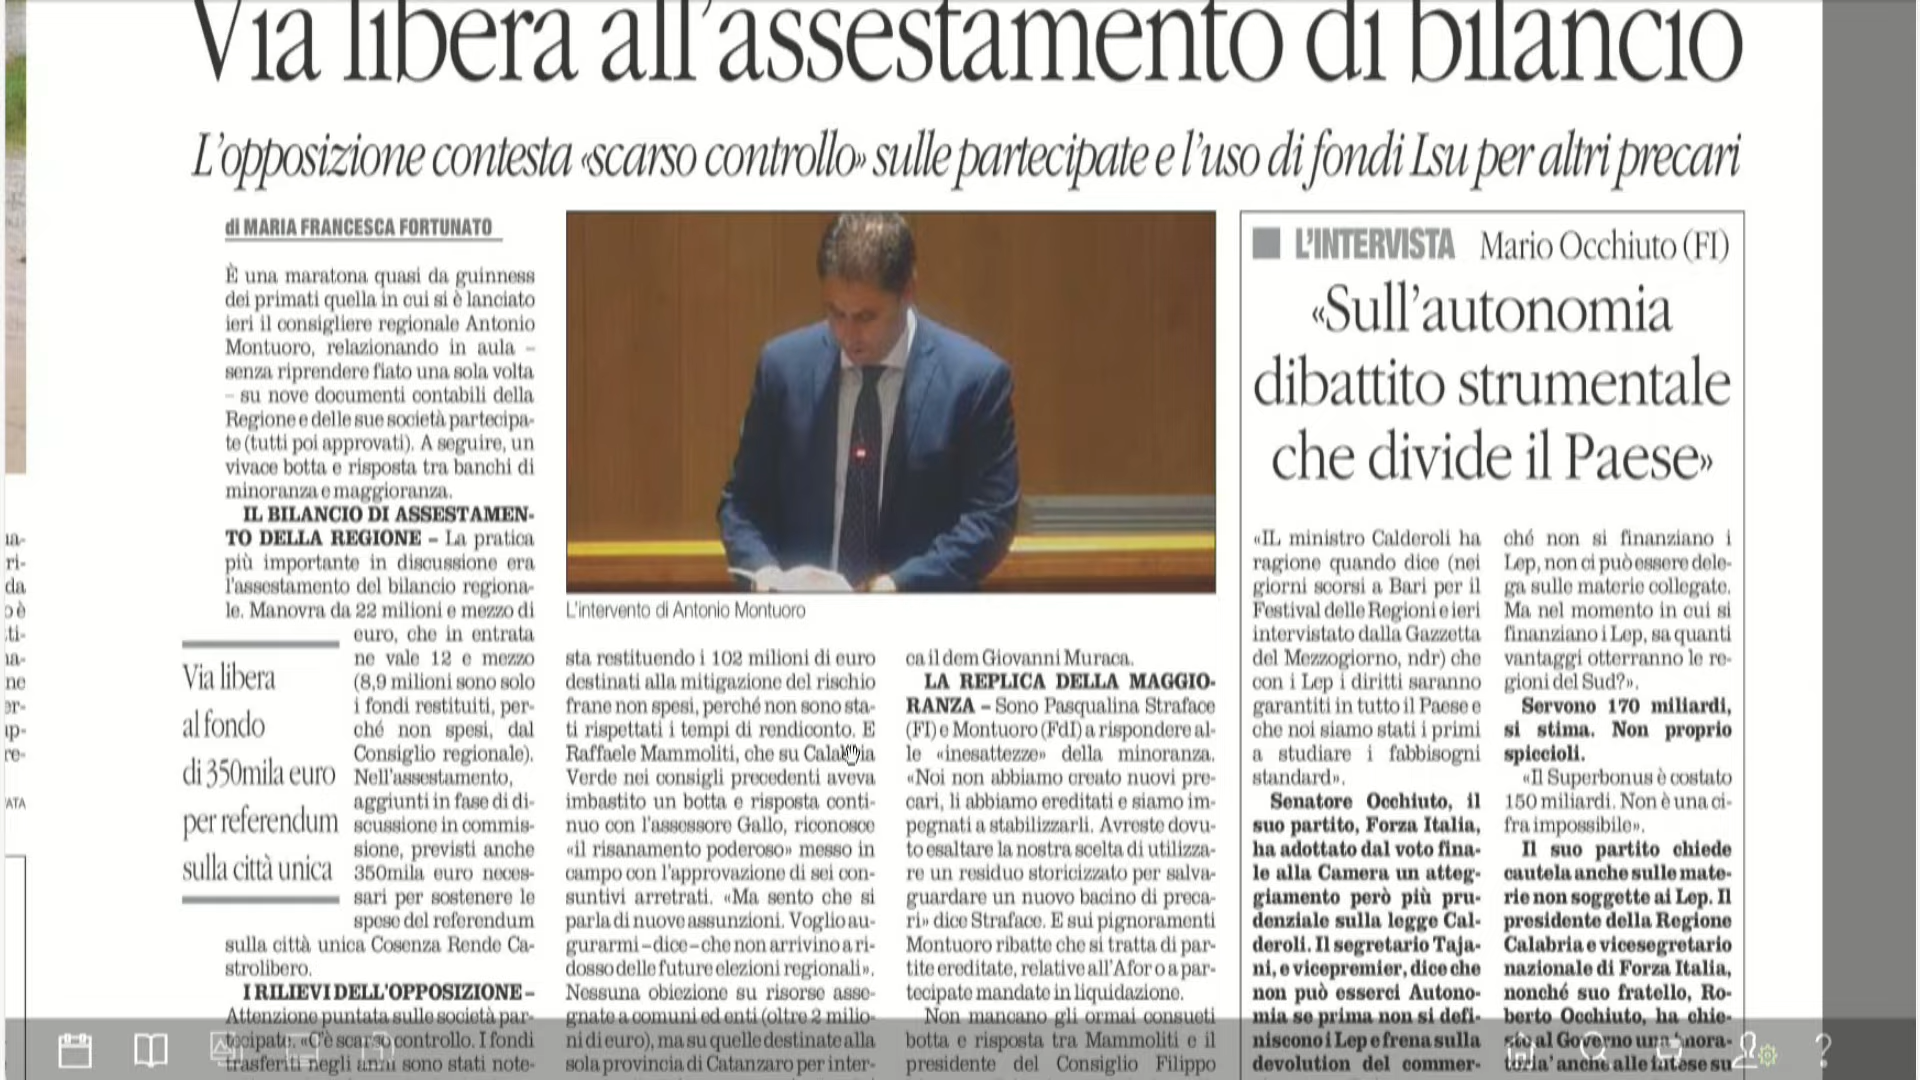 Via libera all'assestamento di bilancio
L'opposizione contesta «scarso controllo» sulle partecipate e l'uso di fondi Lsu per altri precari
di MARIA FRANCESCA FORTUNATO
È una maratona quasi da guinness
dei primati quella in cui si è lanciato
ieri il consigliere regionale Antonio
Montuoro, relazionando in aula –
senza riprendere fiato una sola volta
– su nove documenti contabili della
Regione e delle sue società partecipa-
te (tutti poi approvati). A seguire, un
vivace botta e risposta tra banchi di
minoranza e maggioranza.
IL BILANCIO DI ASSESTAMEN-
TO DELLA REGIONE – La pratica
più importante in discussione era
l'assestamento del bilancio regiona-
le. Manovra da 22 milioni e mezzo di
euro, che in entrata
ne vale 12 e mezzo
(8,9 milioni sono solo
i fondi restituiti, per-
ché non spesi, dal
Consiglio regionale).
Nell'assestamento,
aggiunti in fase di di-
scussione in commis-
sione, previsti anche
350mila euro neces-
sari per sostenere le
spese del referendum
sulla città unica Cosenza Rende Ca-
strolibero.
I RILIEVI DELL'OPPOSIZIONE –
Attenzione puntata sulle società par-
tecipate. «C'è scarso controllo. I fondi
trasferiti negli anni sono stati note-
Via libera
al fondo
di 350mila euro
per referendum
sulla città unica
L'intervento di Antonio Montuoro
sta restituendo i 102 milioni di euro
destinati alla mitigazione del rischio
frane non spesi, perché non sono sta-
ti rispettati i tempi di rendiconto. E
Raffaele Mammoliti, che su Calabria
Verde nei consigli precedenti aveva
imbastito un botta e risposta conti-
nuo con l'assessore Gallo, riconosce
«il risanamento poderoso» messo in
campo con l'approvazione di sei con-
suntivi arretrati. «Ma sento che si
parla di nuove assunzioni. Voglio au-
gurarmi – dice – che non arrivino a ri-
dosso delle future elezioni regionali».
Nessuna obiezione su risorse asse-
gnate a comuni ed enti (oltre 2 milio-
ni di euro), ma su quelle destinate alla
sola provincia di Catanzaro per inter-
ca il dem Giovanni Muraca.
LA REPLICA DELLA MAGGIO-
RANZA – Sono Pasqualina Straface
(FI) e Montuoro (FdI) a rispondere al-
le «inesattezze» della minoranza.
«Noi non abbiamo creato nuovi pre-
cari, li abbiamo ereditati e siamo im-
pegnati a stabilizzarli. Avreste dovu-
to esaltare la nostra scelta di utilizza-
re un residuo storicizzato per salva-
guardare un nuovo bacino di preca-
ri» dice Straface. E sui pignoramenti
Montuoro ribatte che si tratta di par-
tite ereditate, relative all'Afor o a par-
tecipate mandate in liquidazione.
Non mancano gli ormai consueti
botta e risposta tra Mammoliti e il
presidente del Consiglio Filippo
L'INTERVISTA Mario Occhiuto (FI)
«Sull'autonomia
dibattito strumentale
che divide il Paese»
«IL ministro Calderoli ha
ragione quando dice (nei
giorni scorsi a Bari per il
Festival delle Regioni e ieri
intervistato dalla Gazzetta
del Mezzogiorno, ndr) che
con i Lep i diritti saranno
garantiti in tutto il Paese e
che noi siamo stati i primi
a studiare i fabbisogni
standard».
Senatore Occhiuto, il
suo partito, Forza Italia,
ha adottato dal voto fina-
le alla Camera un atteg-
giamento però più pru-
denziale sulla legge Cal-
deroli. Il segretario Taja-
ni, e vicepremier, dice che
non può esserci Autono-
mia se prima non si defi-
niscono i Lep e frena sulla
devolution del commer-
ché non si finanziano i
Lep, non ci può essere dele-
ga sulle materie collegate.
Ma nel momento in cui si
finanziano i Lep, sa quanti
vantaggi otterranno le re-
gioni del Sud?».
Servono 170 miliardi,
si stima. Non proprio
spiccioli.
«Il Superbonus è costato
150 miliardi. Non è una ci-
fra impossibile».
Il suo partito chiede
cautela anche sulle mate-
rie non soggette ai Lep. Il
presidente della Regione
Calabria e vicesegretario
nazionale di Forza Italia,
nonché suo fratello, Ro-
berto Occhiuto, ha chie-
sto al Governo una 'mora-
toria' anche alle intese su